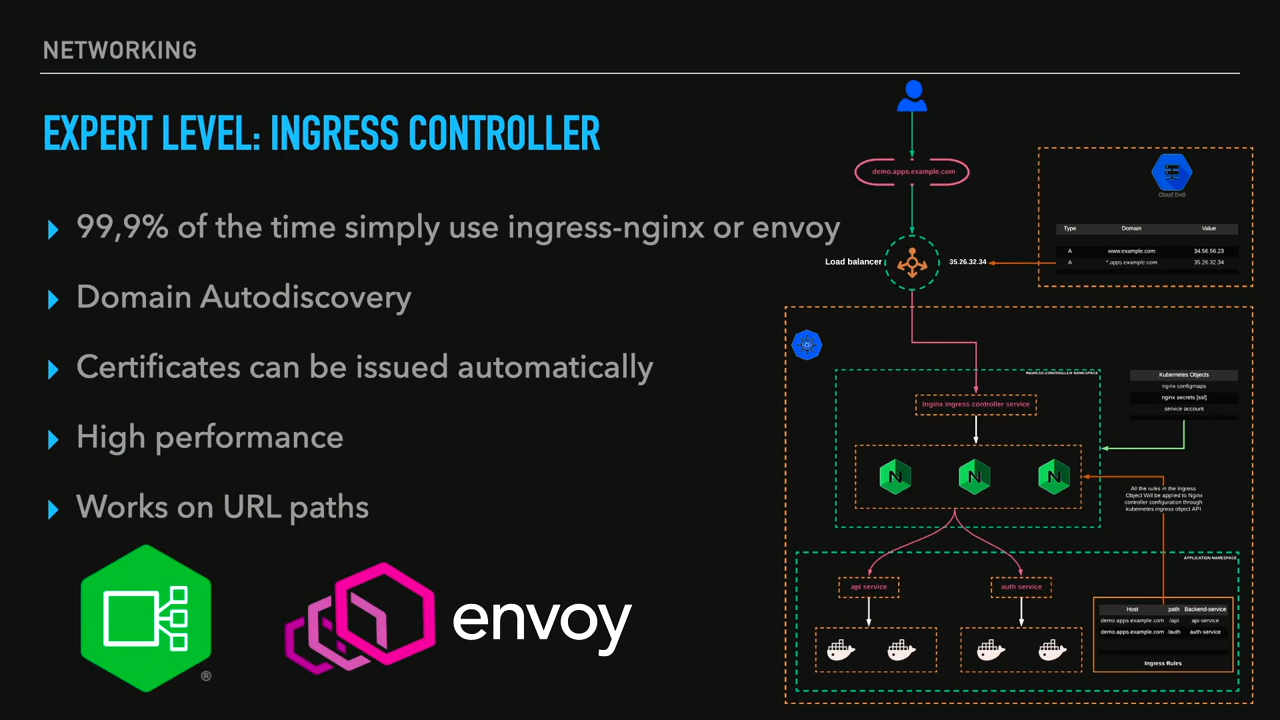 NETWORKING
EXPERT LEVEL: INGRESS CONTROLLER
99,9% of the time simply use ingress-nginx or envoy
Domain Autodiscovery
Certificates can be issued automatically
High performance
Works on URL paths
®
envoy
demo.apps.example.com
Load balancer
35.26.32.34
Cloud DNS
Type Domain Value
A www.example.com 34.56.56.23
A *.apps.example.com 35.26.32.34
INGRESS CONTROLLER NAMESPACE
Inginx ingress controller service
N N N
Kubernetes Objects
nginx configmaps
nginx secrets [ssl]
service account
All the rules in the Ingress
Object Will be applied to Nginx
controller configuration through
kubernetes ingress object API
APPLICATION NAMESPACE
api service
auth service
Host path Backend-service
demo.apps.example.com /api api-service
demo.apps.example.com /auth auth-service
Ingress Rules